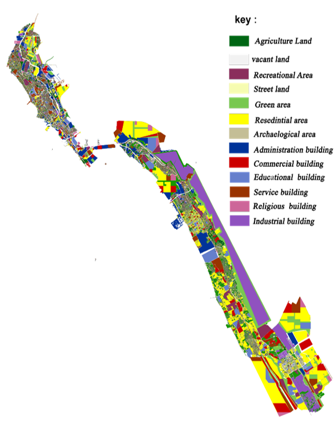 key :
Agriculture Land
vacant land
Recreational Area
Street land
Green area
Resedintial area
Archaelogical area
Administration building
Commercial building
Educational building
Service building
Religious building
Industrial building